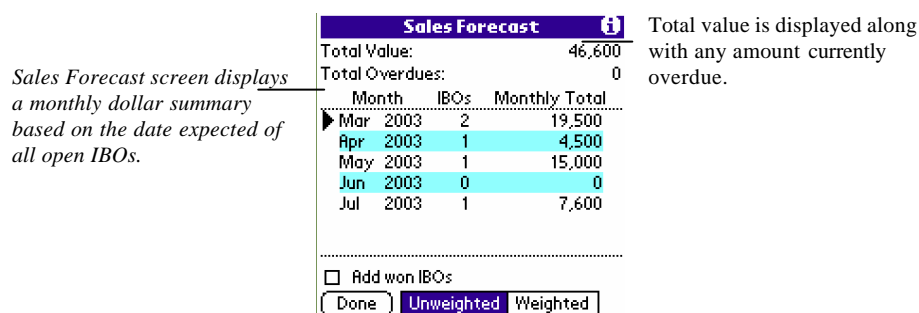 Sales Forecast screen displays
a monthly dollar summary
based on the date expected of
all open IBOs.
Sales Forecast
Total Value: 46,600
Total Overdues: 0
Month IBOs Monthly Total
Mar 2003 2 19,500
Apr 2003 1 4,500
May 2003 1 15,000
Jun 2003 0 0
Jul 2003 1 7,600
Add won IBOs
Done Unweighted Weighted
Total value is displayed along
with any amount currently
overdue.